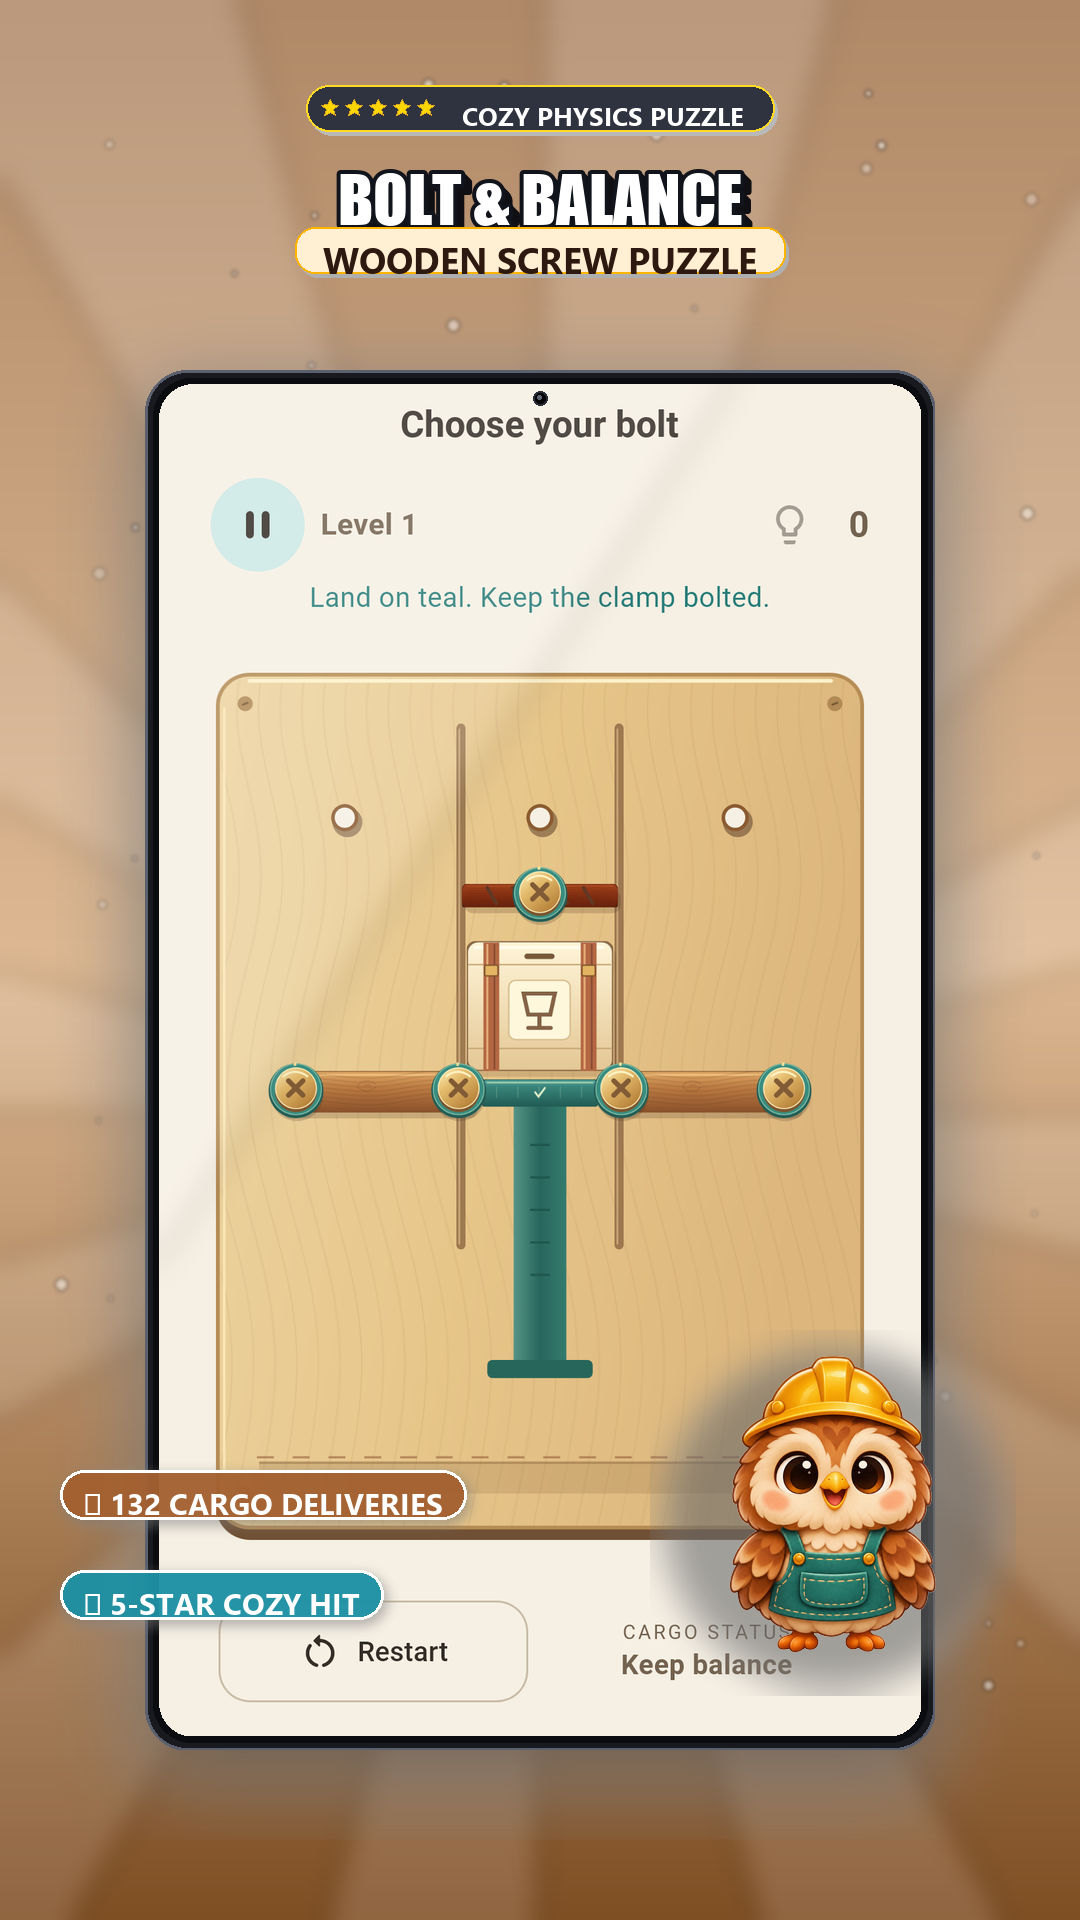 ★★★★★ COZY PHYSICS PUZZLE
BOLT & BALANCE
WOODEN SCREW PUZZLE
Choose your bolt
Level 1
0
Land on teal. Keep the clamp bolted.
132 CARGO DELIVERIES
5-STAR COZY HIT
Restart
CARGO STATUS
Keep balance